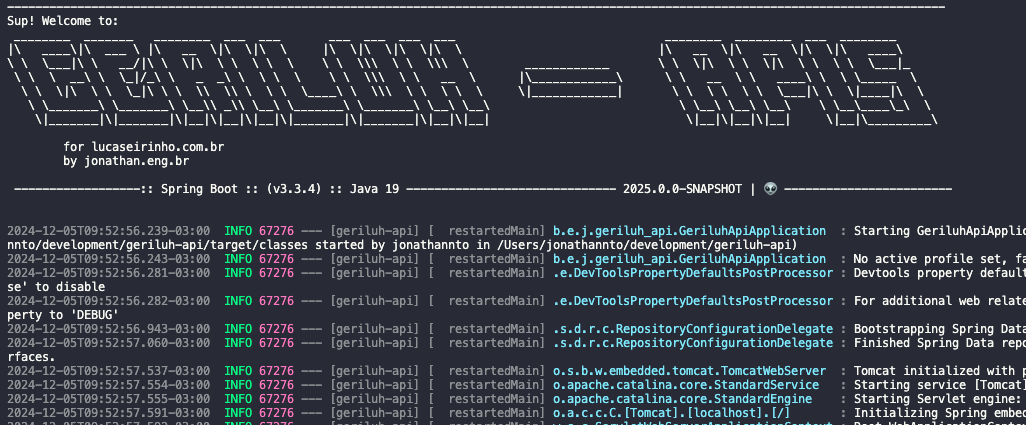 Sup! Welcome to:
GERILUH - APIS
for lucaseirinho.com.br
by jonathan.eng.br
------------------:: Spring Boot :: (v3.3.4) :: Java 19 ------------------------------ 2025.0.0-SNAPSHOT | 👽 ------------------------
2024-12-05T09:52:56.239-03:00 INFO 67276 --- [geriluh-api] [ restartedMain] b.e.j.geriluh_api.GeriluhApiApplication : Starting GeriluhApiApplic
nnto/development/geriluh-api/target/classes started by jonathannto in /Users/jonathannto/development/geriluh-api)
2024-12-05T09:52:56.243-03:00 INFO 67276 --- [geriluh-api] [ restartedMain] b.e.j.geriluh_api.GeriluhApiApplication : No active profile set, fa
2024-12-05T09:52:56.281-03:00 INFO 67276 --- [geriluh-api] [ restartedMain] .e.DevToolsPropertyDefaultsPostProcessor : Devtools property default
se' to disable
2024-12-05T09:52:56.282-03:00 INFO 67276 --- [geriluh-api] [ restartedMain] .e.DevToolsPropertyDefaultsPostProcessor : For additional web relate
perty to 'DEBUG'
2024-12-05T09:52:56.943-03:00 INFO 67276 --- [geriluh-api] [ restartedMain] .s.d.r.c.RepositoryConfigurationDelegate : Bootstrapping Spring Data
2024-12-05T09:52:57.060-03:00 INFO 67276 --- [geriluh-api] [ restartedMain] .s.d.r.c.RepositoryConfigurationDelegate : Finished Spring Data repo
rfaces.
2024-12-05T09:52:57.537-03:00 INFO 67276 --- [geriluh-api] [ restartedMain] o.s.b.w.embedded.tomcat.TomcatWebServer : Tomcat initialized with p
2024-12-05T09:52:57.554-03:00 INFO 67276 --- [geriluh-api] [ restartedMain] o.apache.catalina.core.StandardService : Starting service [Tomcat]
2024-12-05T09:52:57.555-03:00 INFO 67276 --- [geriluh-api] [ restartedMain] o.apache.catalina.core.StandardEngine : Starting Servlet engine:
2024-12-05T09:52:57.591-03:00 INFO 67276 --- [geriluh-api] [ restartedMain] o.a.c.c.C.[Tomcat].[localhost].[/] : Initializing Spring embe